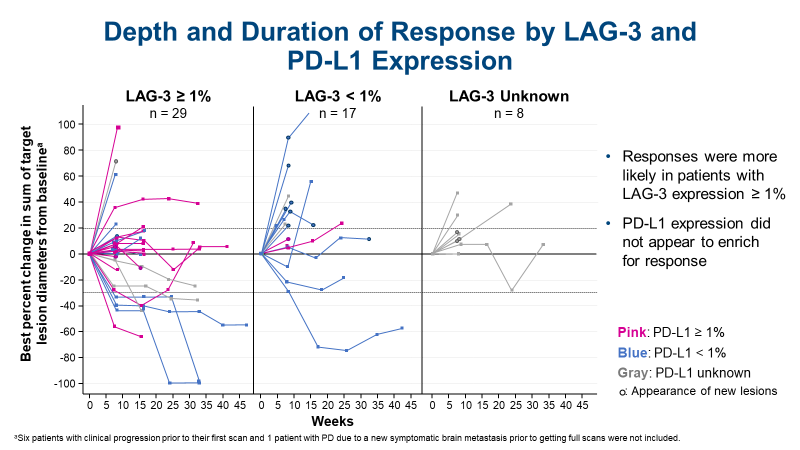 Depth and Duration of Response by LAG-3 and
PD-L1 Expression
LAG-3 ≥ 1%
n = 29
LAG-3 < 1%
n = 17
LAG-3 Unknown
n = 8
Best percent change in sum of target
lesion diameters from baselineᵃ
100
80
60
40
20
0
-20
-40
-60
-80
-100
0 5 10 15 20 25 30 35 40 45
0 5 10 15 20 25 30 35 40 45
0 5 10 15 20 25 30 35 40 45
Weeks
• Responses were more
likely in patients with
LAG-3 expression ≥ 1%
• PD-L1 expression did
not appear to enrich
for response
Pink: PD-L1 ≥ 1%
Blue: PD-L1 < 1%
Gray: PD-L1 unknown
o: Appearance of new lesions
ᵃSix patients with clinical progression prior to their first scan and 1 patient with PD due to a new symptomatic brain metastasis prior to getting full scans were not included.